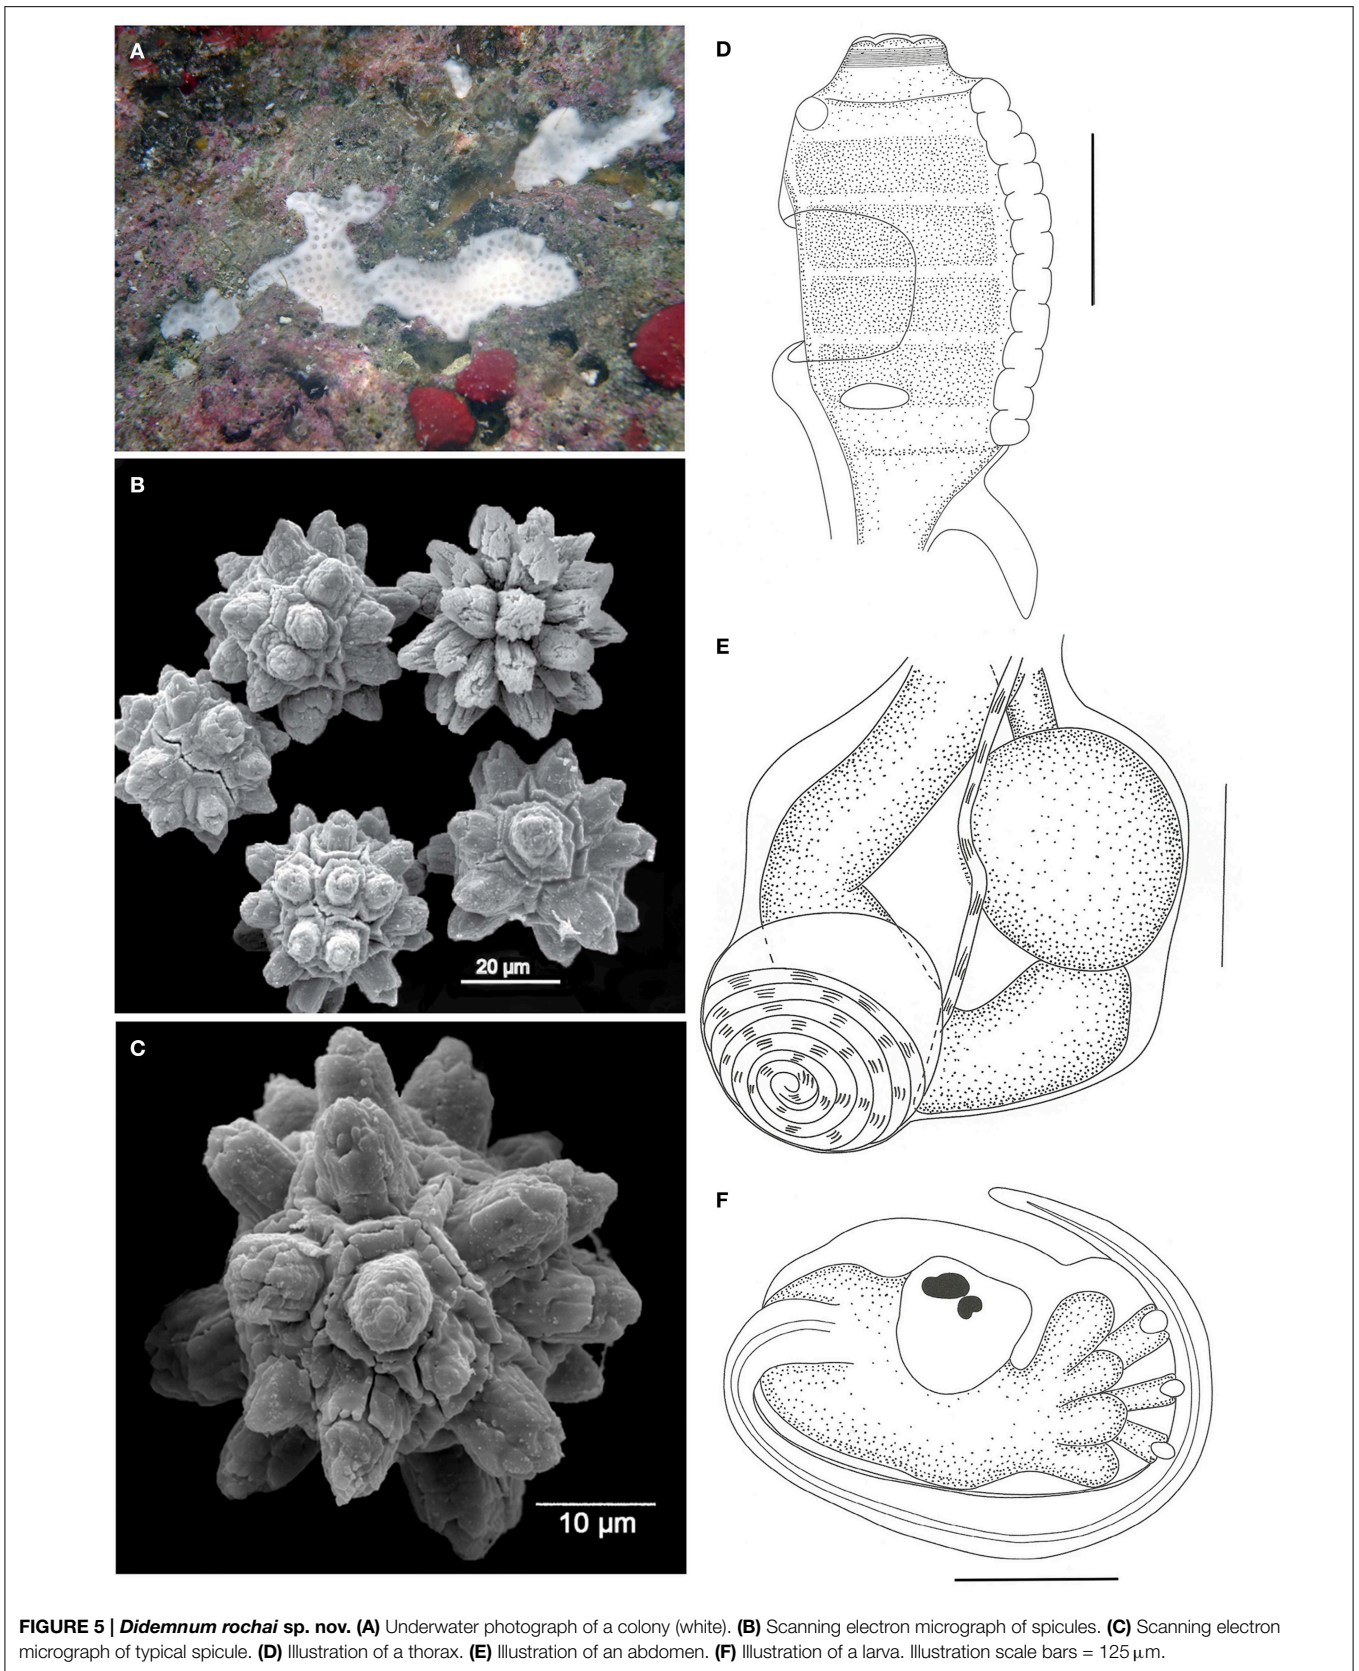 A
B
20 µm
C
10 µm
D
E
F
FIGURE 5 | Didemnum rochai sp. nov. (A) Underwater photograph of a colony (white). (B) Scanning electron micrograph of spicules. (C) Scanning electron
micrograph of typical spicule. (D) Illustration of a thorax. (E) Illustration of an abdomen. (F) Illustration of a larva. Illustration scale bars = 125 µm.